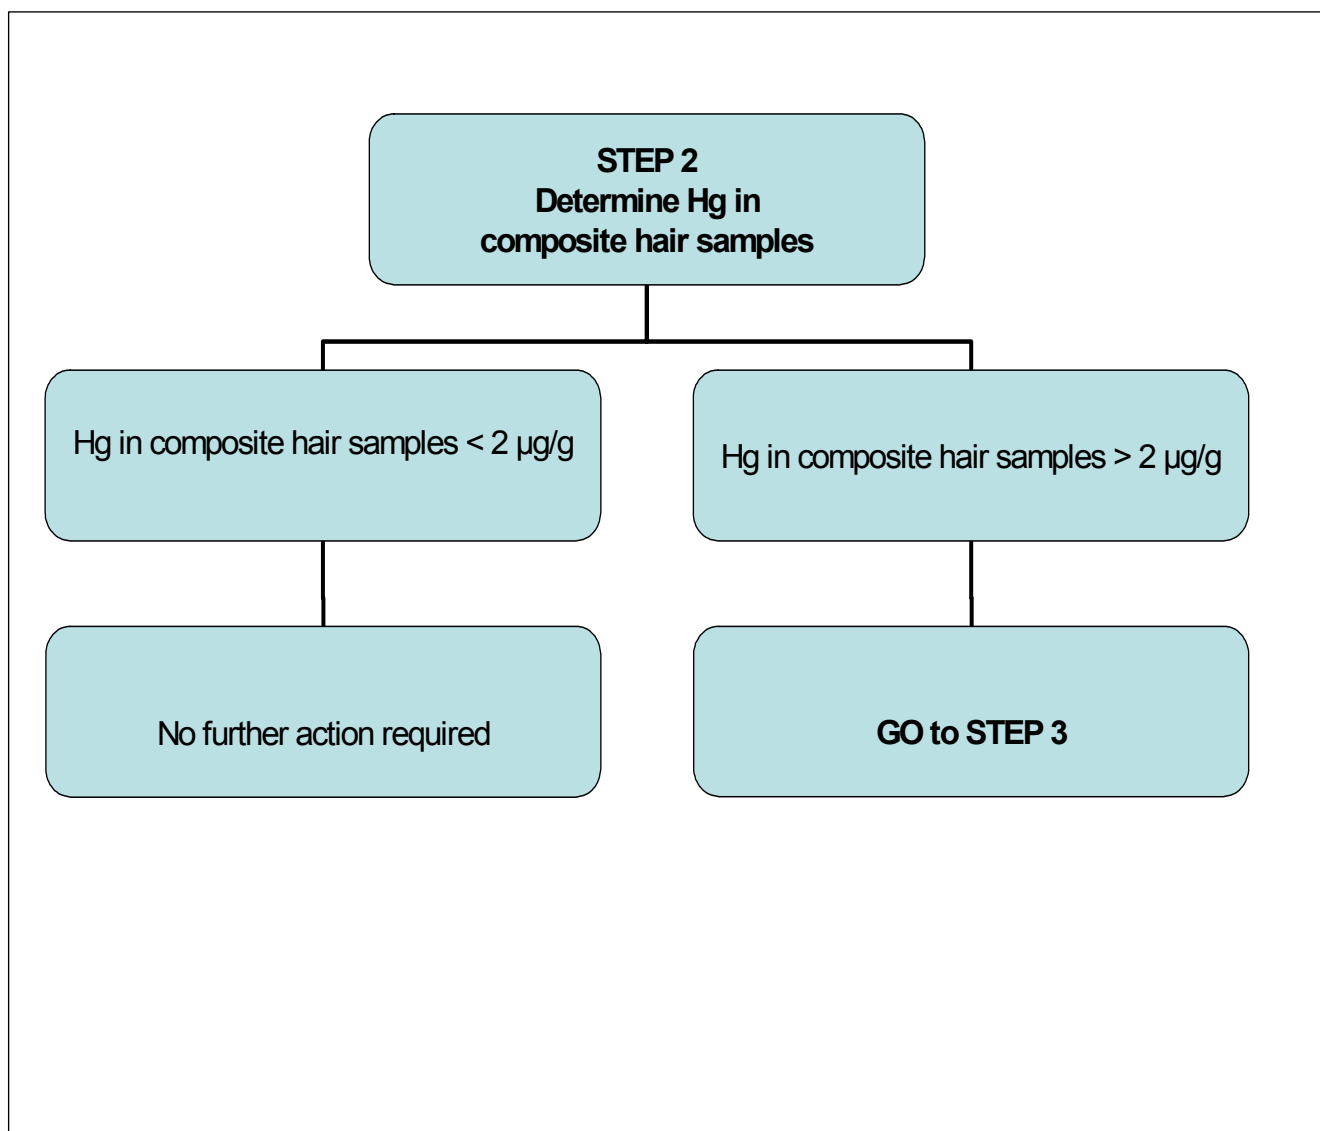 STEP 2
Determine Hg in
composite hair samples
Hg in composite hair samples < 2 µg/g
Hg in composite hair samples > 2 µg/g
No further action required
GO to STEP 3